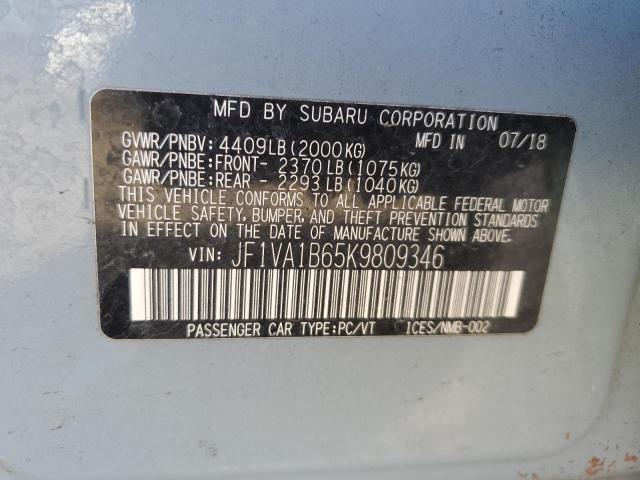 MFD BY SUBARU CORPORATION
GVWR/PNBV: 4409LB(2000KG) MFD IN 07/18
GAWR/PNBE:FRONT- 2370LB(1075KG)
GAWR/PNBE:REAR - 2293LB(1040KG)
THIS VEHICLE CONFORMS TO ALL APPLICABLE FEDERAL MOTOR
VEHICLE SAFETY, BUMPER, AND THEFT PREVENTION STANDARDS
IN EFFECT ON THE DATE OF MANUFACTURE SHOWN ABOVE.
VIN: JF1VA1B65K9809346
PASSENGER CAR TYPE:PC/VT ICES/NMB-002